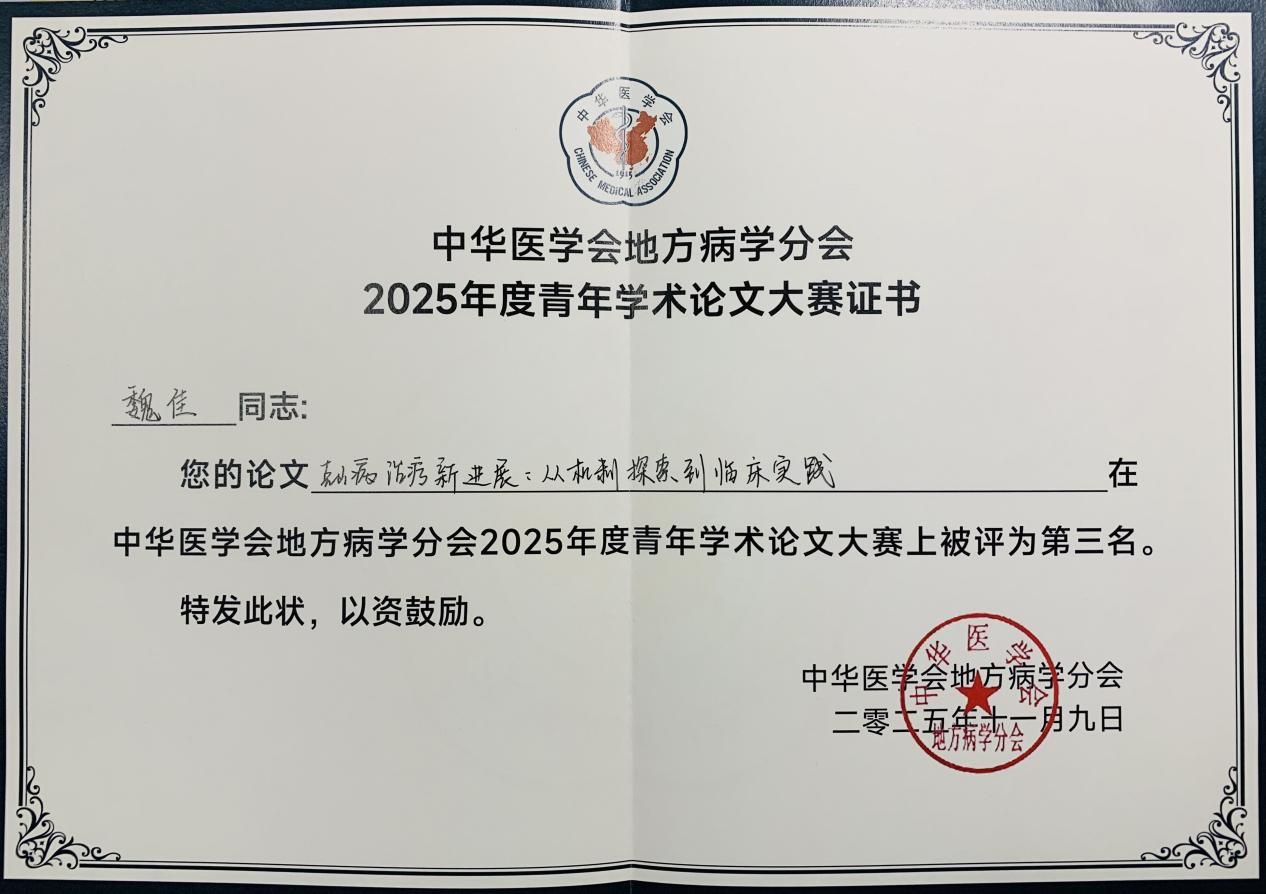 中华医学会
CHINESE MEDICAL ASSOCIATION
1915
中华医学会地方病学分会
2025年度青年学术论文大赛证书
魏佳 同志:
您的论文 克山病治疗新进展：从机制探索到临床实践 在
中华医学会地方病学分会2025年度青年学术论文大赛上被评为第三名。
特发此状，以资鼓励。
中华医学会地方病学分会
二零二五年十一月九日
中华医学会
地方病学分会